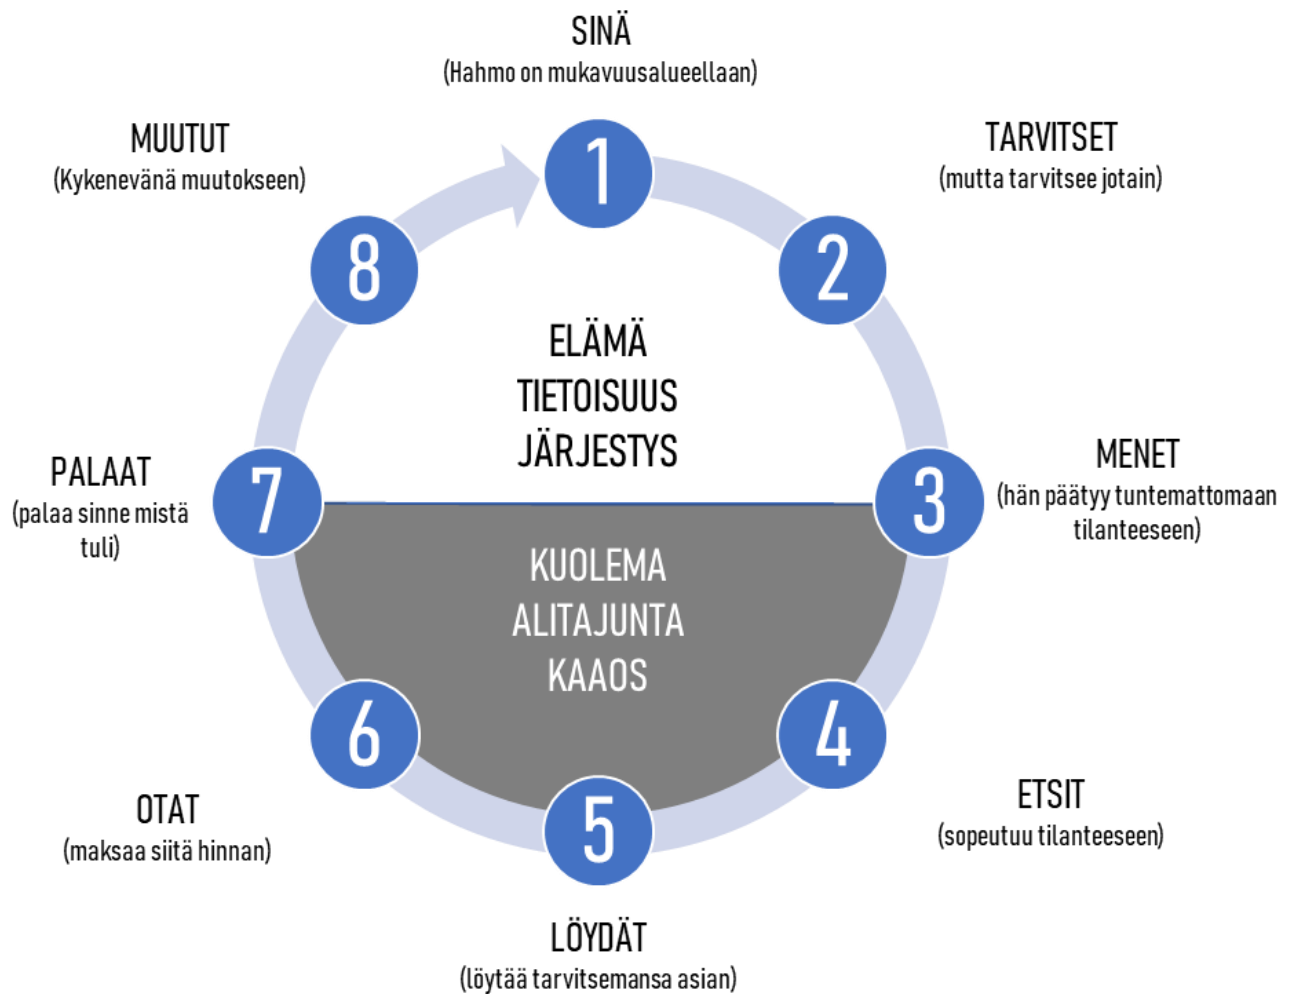 SINÄ
(Hahmo on mukavuusalueellaan)
1
TARVITSET
(mutta tarvitsee jotain)
2
MENET
(hän päätyy tuntemattomaan
tilanteeseen)
3
ETSIT
(sopeutuu tilanteeseen)
4
LÖYDÄT
(löytää tarvitsemansa asian)
5
OTAT
(maksaa siitä hinnan)
6
PALAAT
(palaa sinne mistä
tuli)
7
MUUTUT
(Kykenevänä muutokseen)
8
ELÄMÄ
TIETOISUUS
JÄRJESTYS
KUOLEMA
ALITAJUNTA
KAAOS